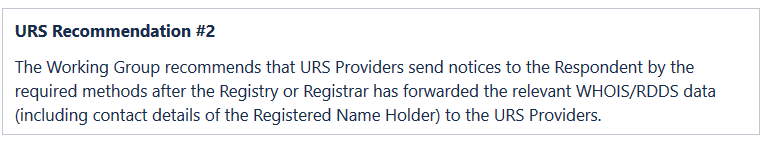 URS Recommendation #2
The Working Group recommends that URS Providers send notices to the Respondent by the
required methods after the Registry or Registrar has forwarded the relevant WHOIS/RDDS data
(including contact details of the Registered Name Holder) to the URS Providers.